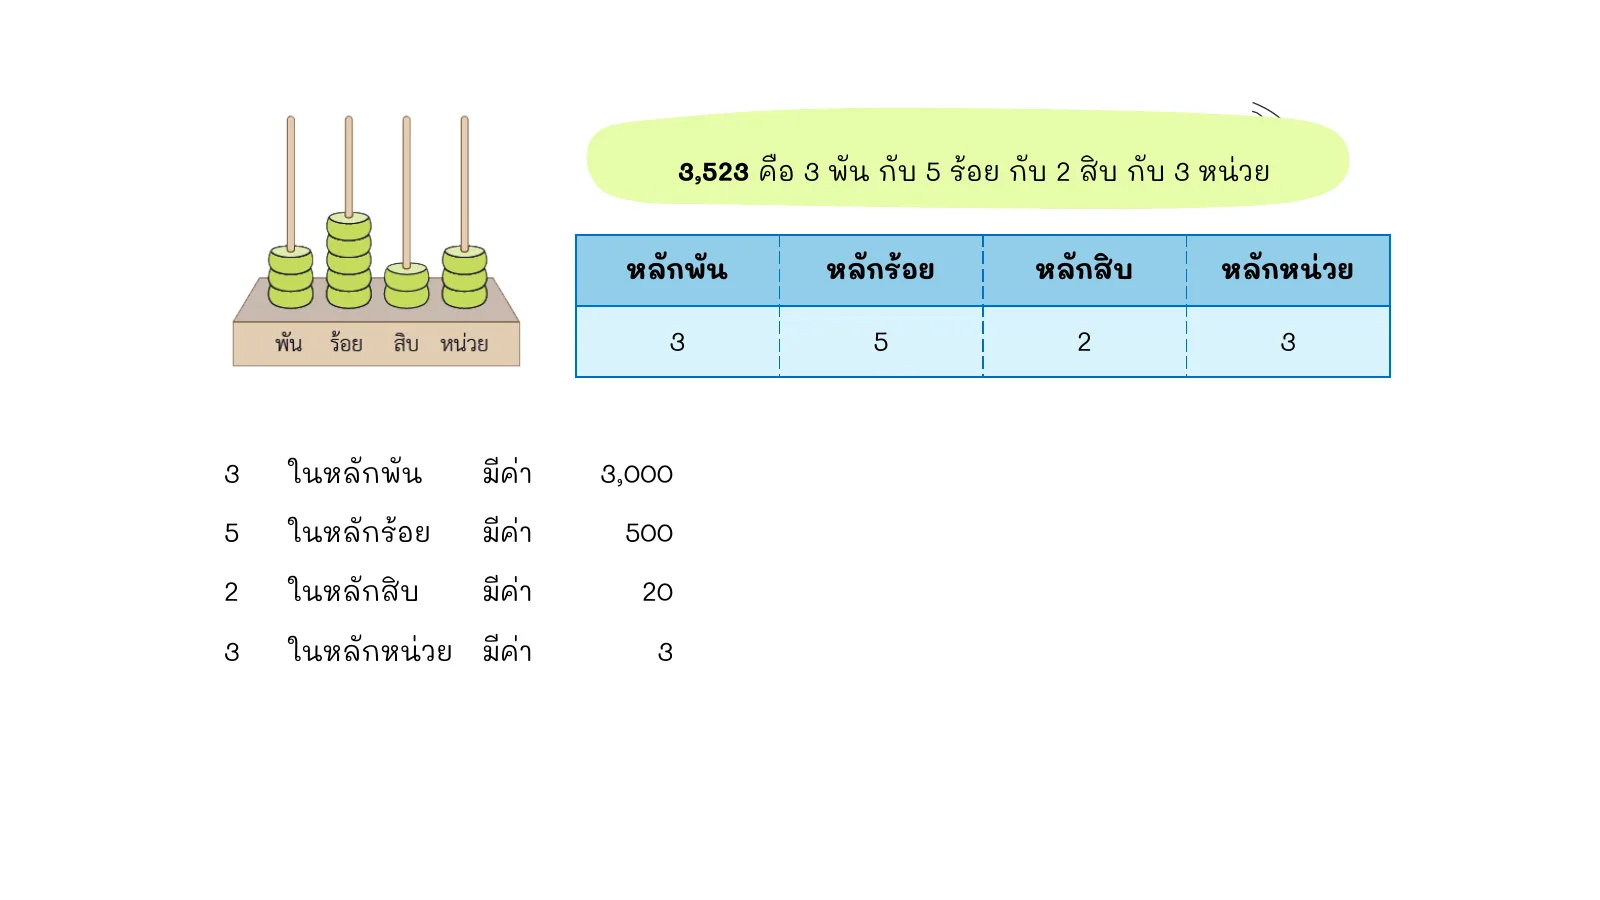 3,523 คือ 3 พัน กับ 5 ร้อย กับ 2 สิบ กับ 3 หน่วย
พัน ร้อย สิบ หน่วย
หลักพัน หลักร้อย หลักสิบ หลักหน่วย
3 5 2 3
3 ในหลักพัน มีค่า 3,000
5 ในหลักร้อย มีค่า 500
2 ในหลักสิบ มีค่า 20
3 ในหลักหน่วย มีค่า 3